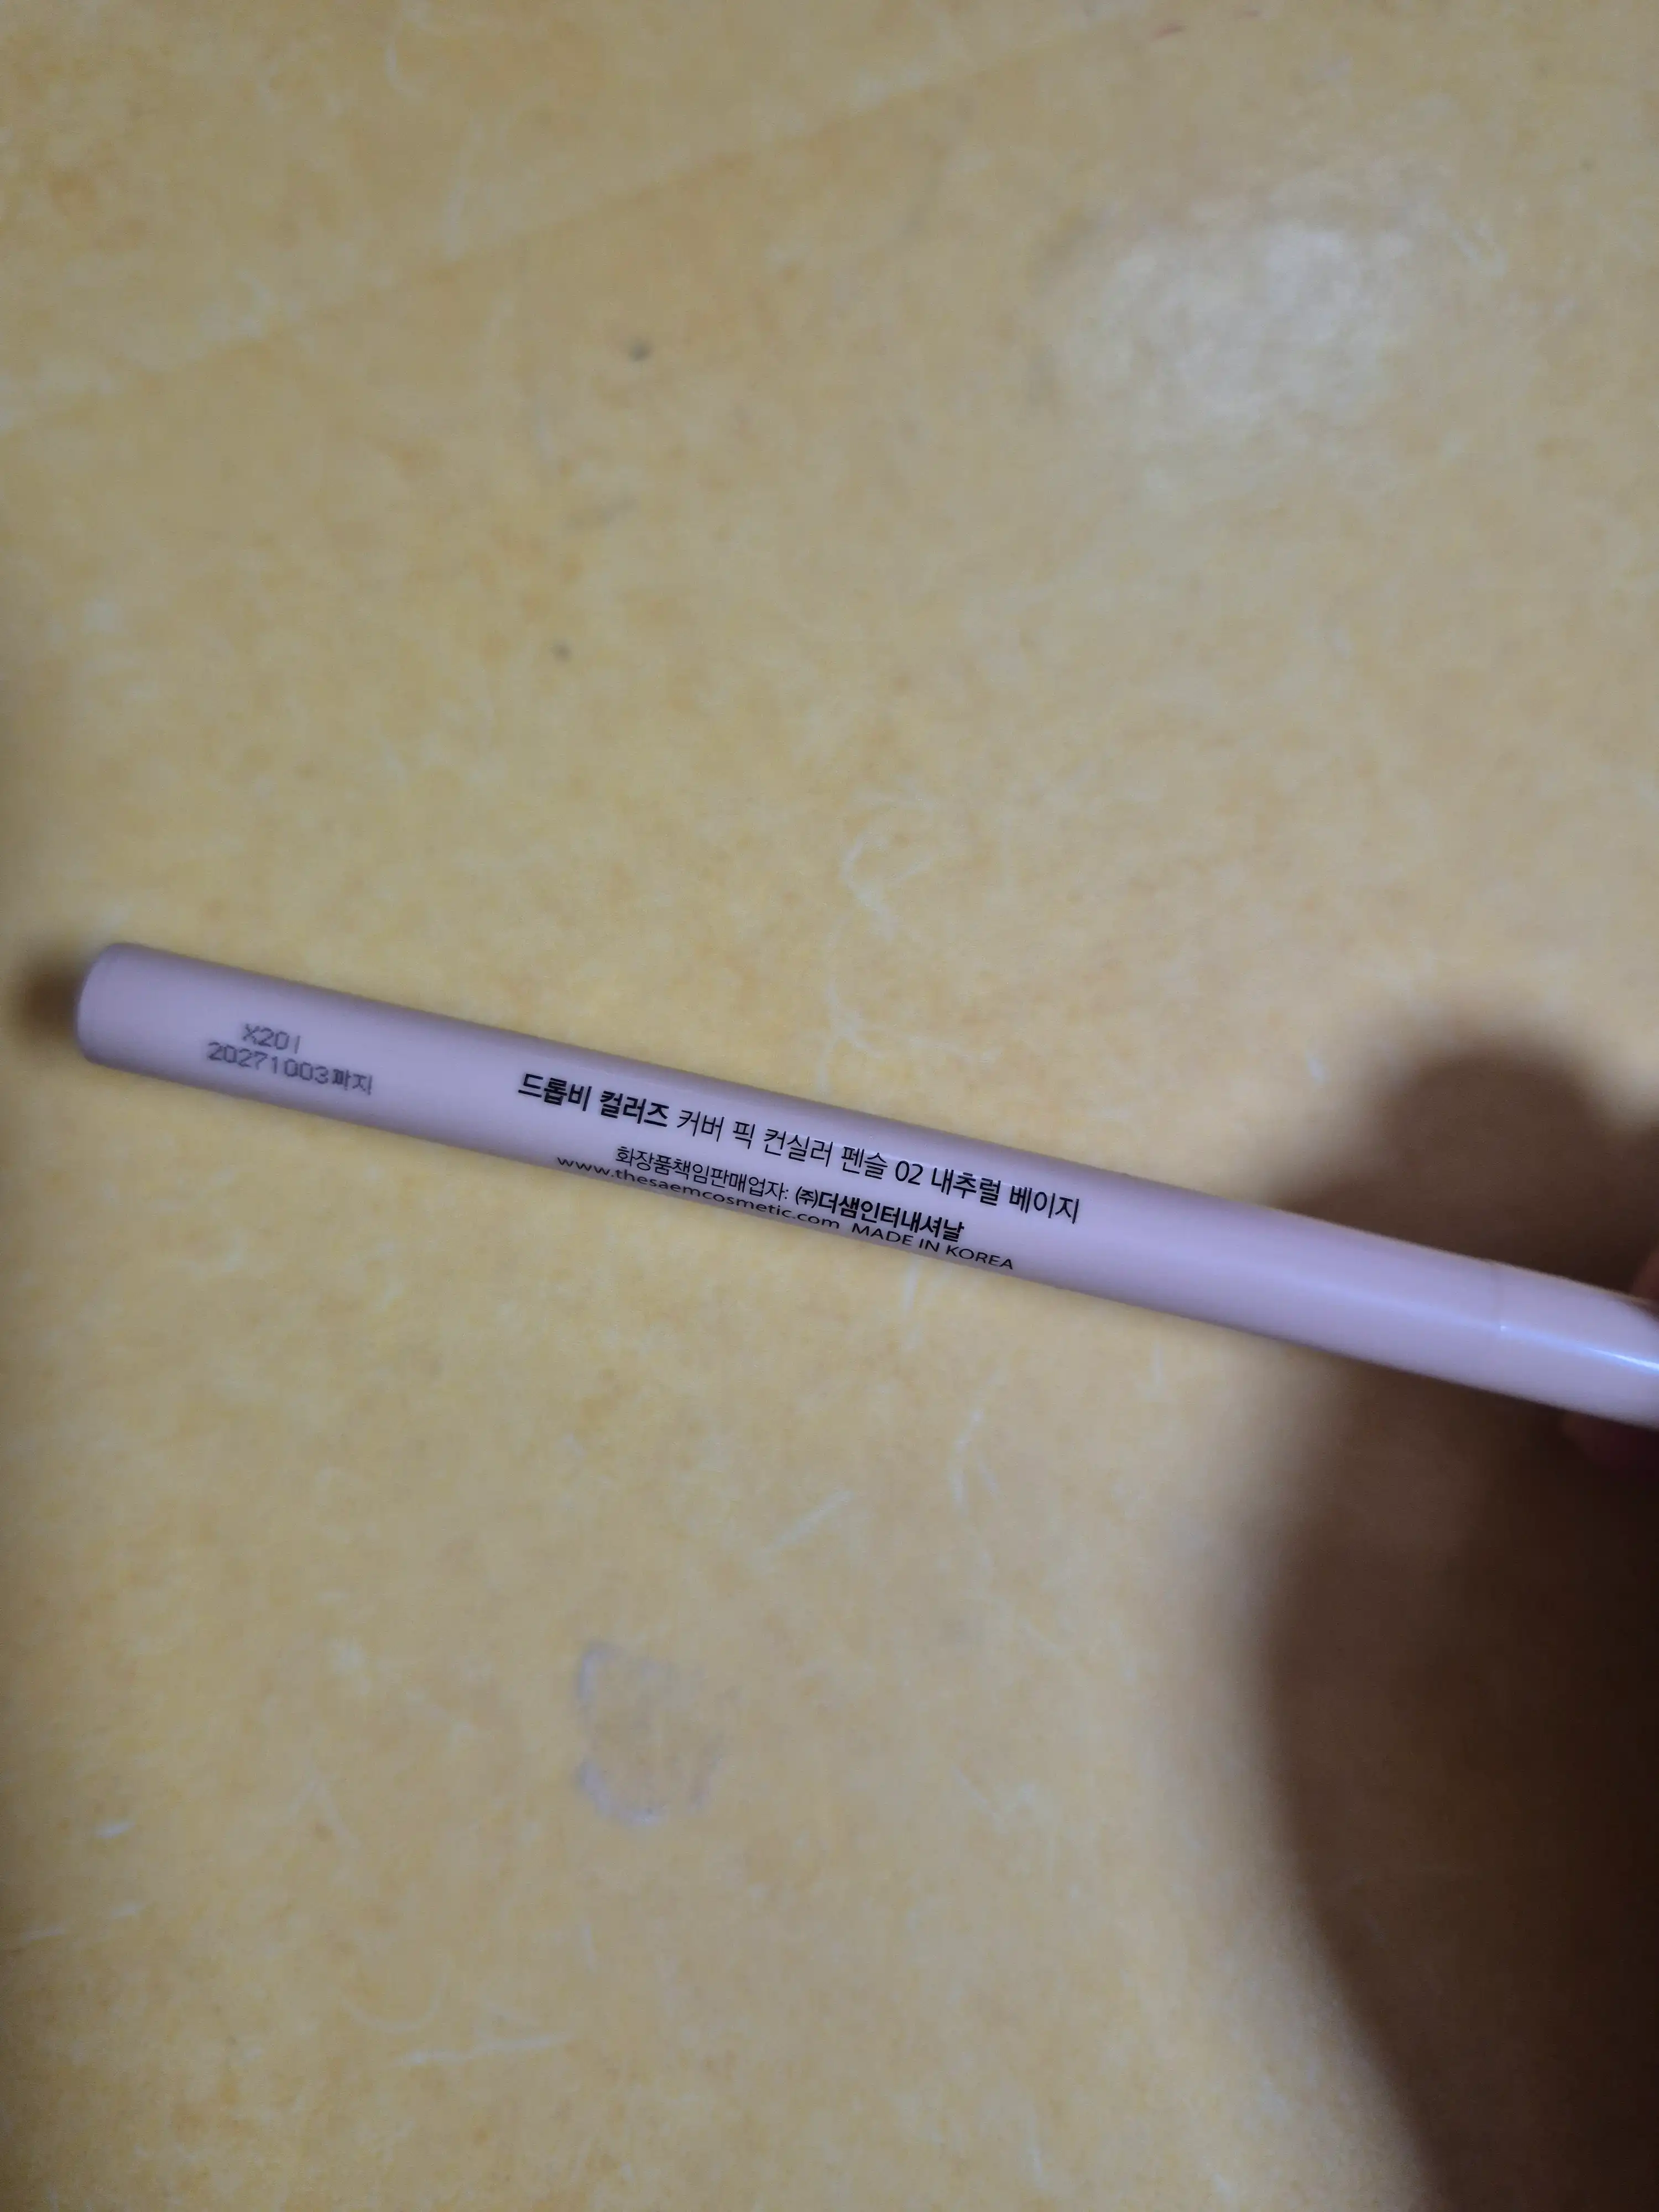 X20I
20271003까지
드롭비 컬러즈 커버 픽 컨실러 펜슬 02 내추럴 베이지
화장품책임판매업자: ㈜더샘인터내셔날
www.thesaemcosmetic.com MADE IN KOREA